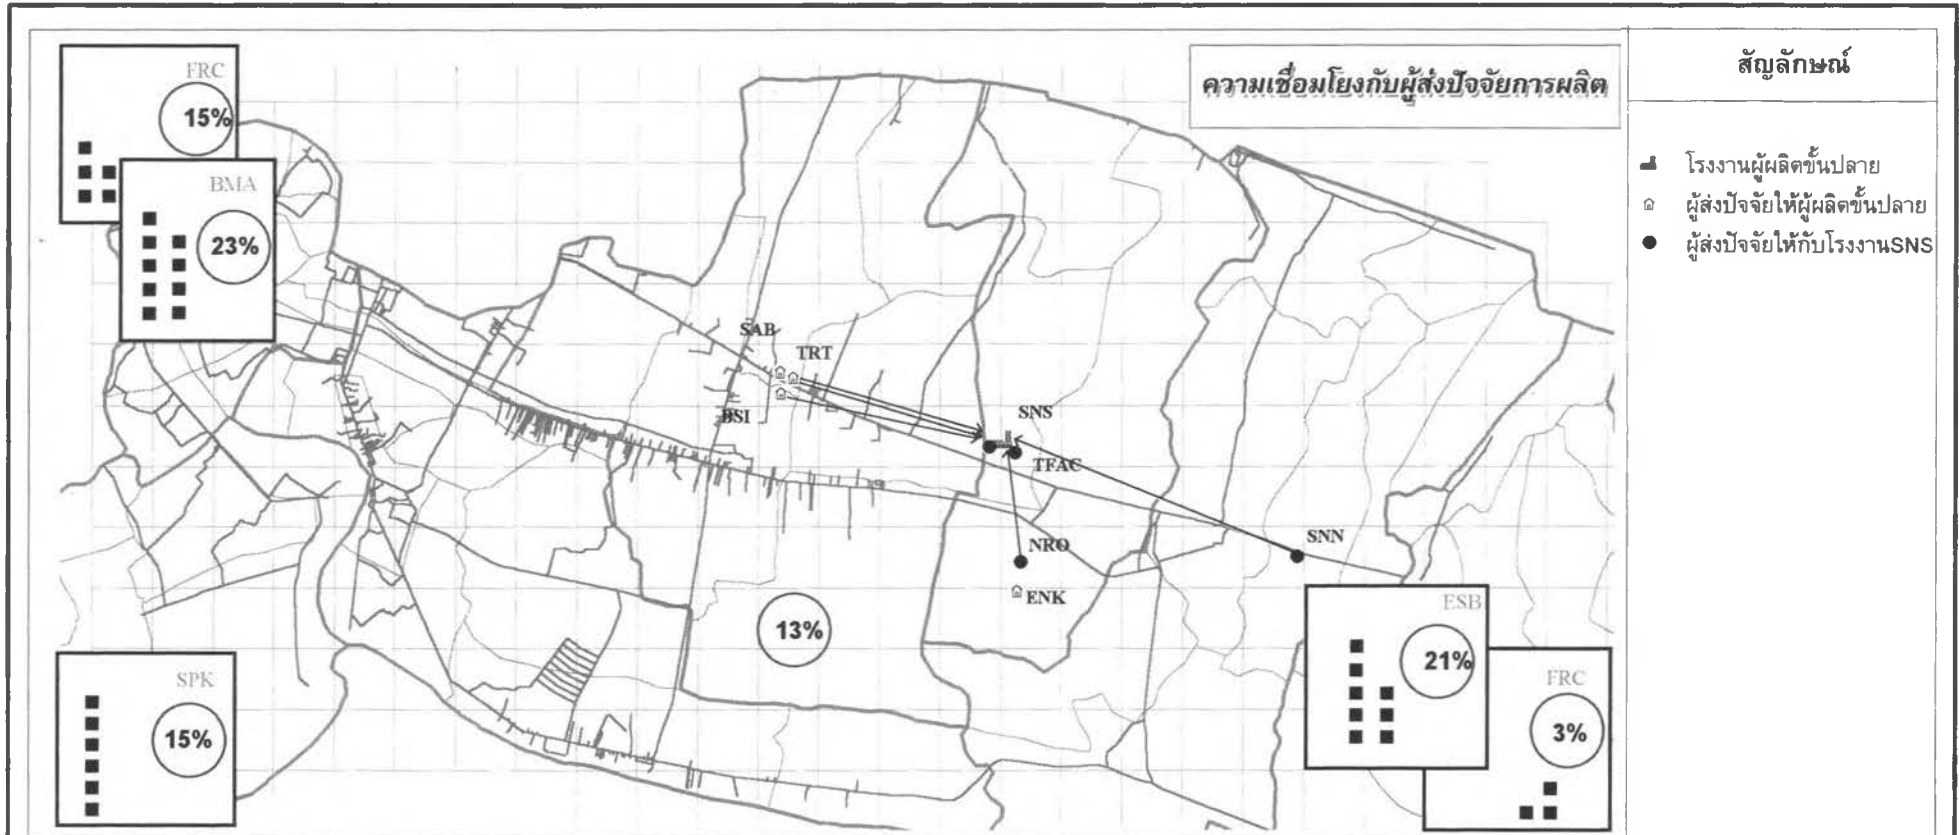 ความเชื่อมโยงกับผู้ส่งปัจจัยการผลิต
สัญลักษณ์
โรงงานผู้ผลิตขั้นปลาย
ผู้ส่งปัจจัยให้ผู้ผลิตขั้นปลาย
ผู้ส่งปัจจัยให้กับโรงงานSNS
FRC
15%
BMA
23%
SAB
TRT
BSI
SNS
TFAC
SNN
NRO
ENK
13%
SPK
15%
ESB
21%
FRC
3%